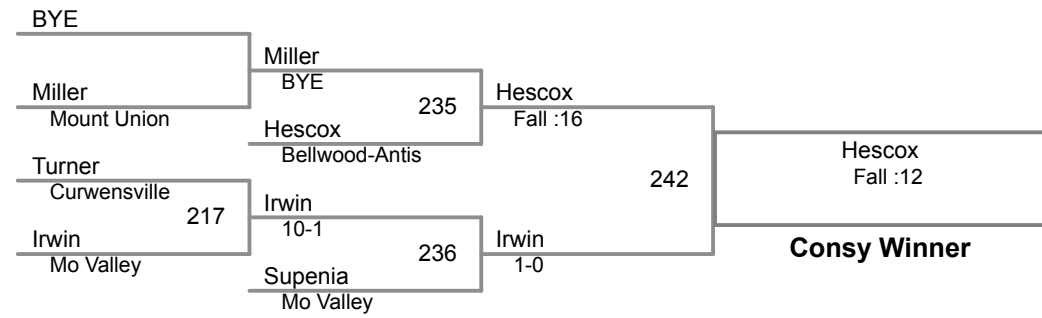 BYE
Miller
BYE
Miller
Mount Union
235
Hescox
Fall :16
Hescox
Bellwood-Antis
Turner
Curwensville
217
Irwin
10-1
Irwin
Mo Valley
236
Irwin
1-0
Supenia
Mo Valley
242
Hescox
Fall :12
Consy Winner